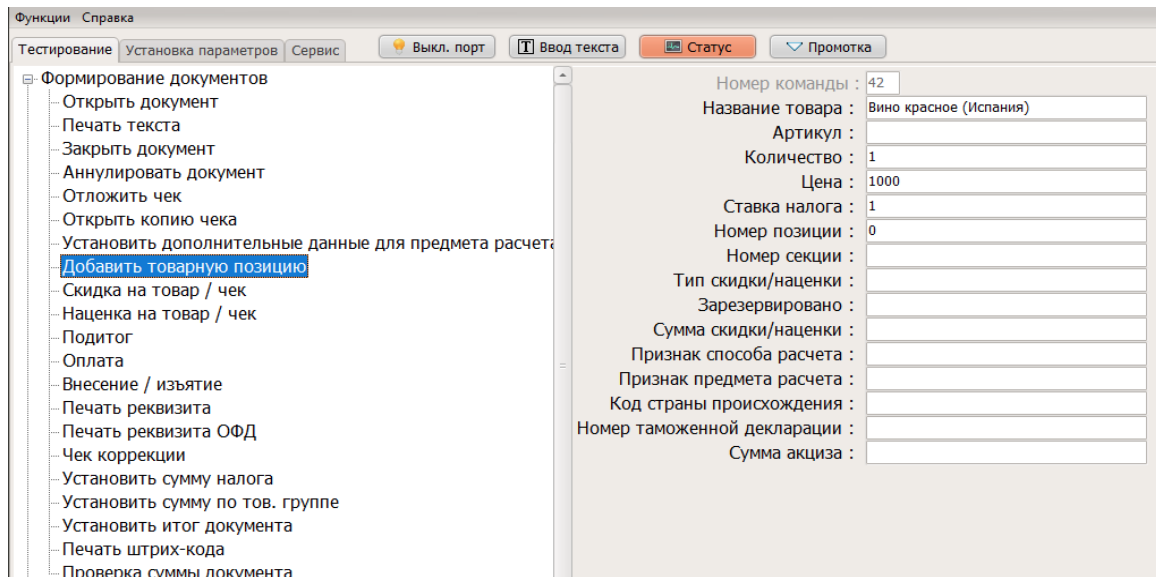 Функции Справка
Тестирование Установка параметров Сервис Выкл. порт Ввод текста Статус Промотка
Формирование документов
Открыть документ
Печать текста
Закрыть документ
Аннулировать документ
Отложить чек
Открыть копию чека
Установить дополнительные данные для предмета расчета
Добавить товарную позицию
Скидка на товар / чек
Наценка на товар / чек
Подитог
Оплата
Внесение / изъятие
Печать реквизита
Печать реквизита ОФД
Чек коррекции
Установить сумму налога
Установить сумму по тов. группе
Установить итог документа
Печать штрих-кода
Проверка суммы документа
Номер команды : 42
Название товара : Вино красное (Испания)
Артикул :
Количество : 1
Цена : 1000
Ставка налога : 1
Номер позиции : 0
Номер секции :
Тип скидки/наценки :
Зарезервировано :
Сумма скидки/наценки :
Признак способа расчета :
Признак предмета расчета :
Код страны происхождения :
Номер таможенной декларации :
Сумма акциза :